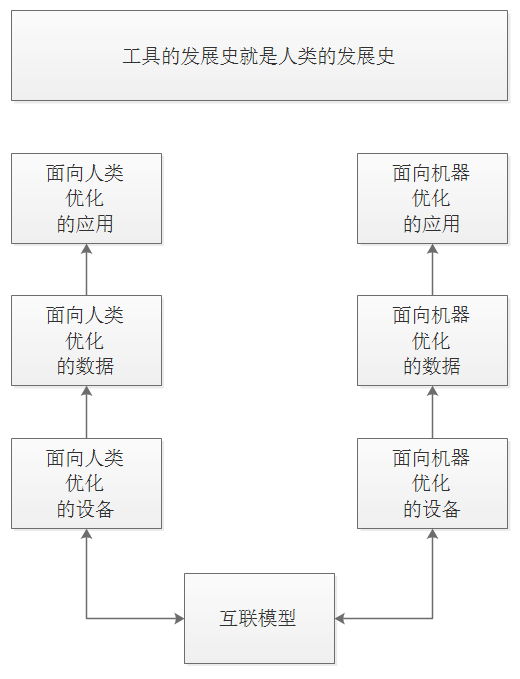 工具的发展史就是人类的发展史
面向人类
优化
的应用
面向机器
优化
的应用
面向人类
优化
的数据
面向机器
优化
的数据
面向人类
优化
的设备
面向机器
优化
的设备
互联模型